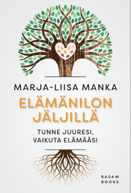 MARJA-LIISA MANKA
ELÄMÄNILON
JÄLJILLÄ
TUNNE JUURESI,
VAIKUTA ELÄMÄÄSI
BASAM
BOOKS